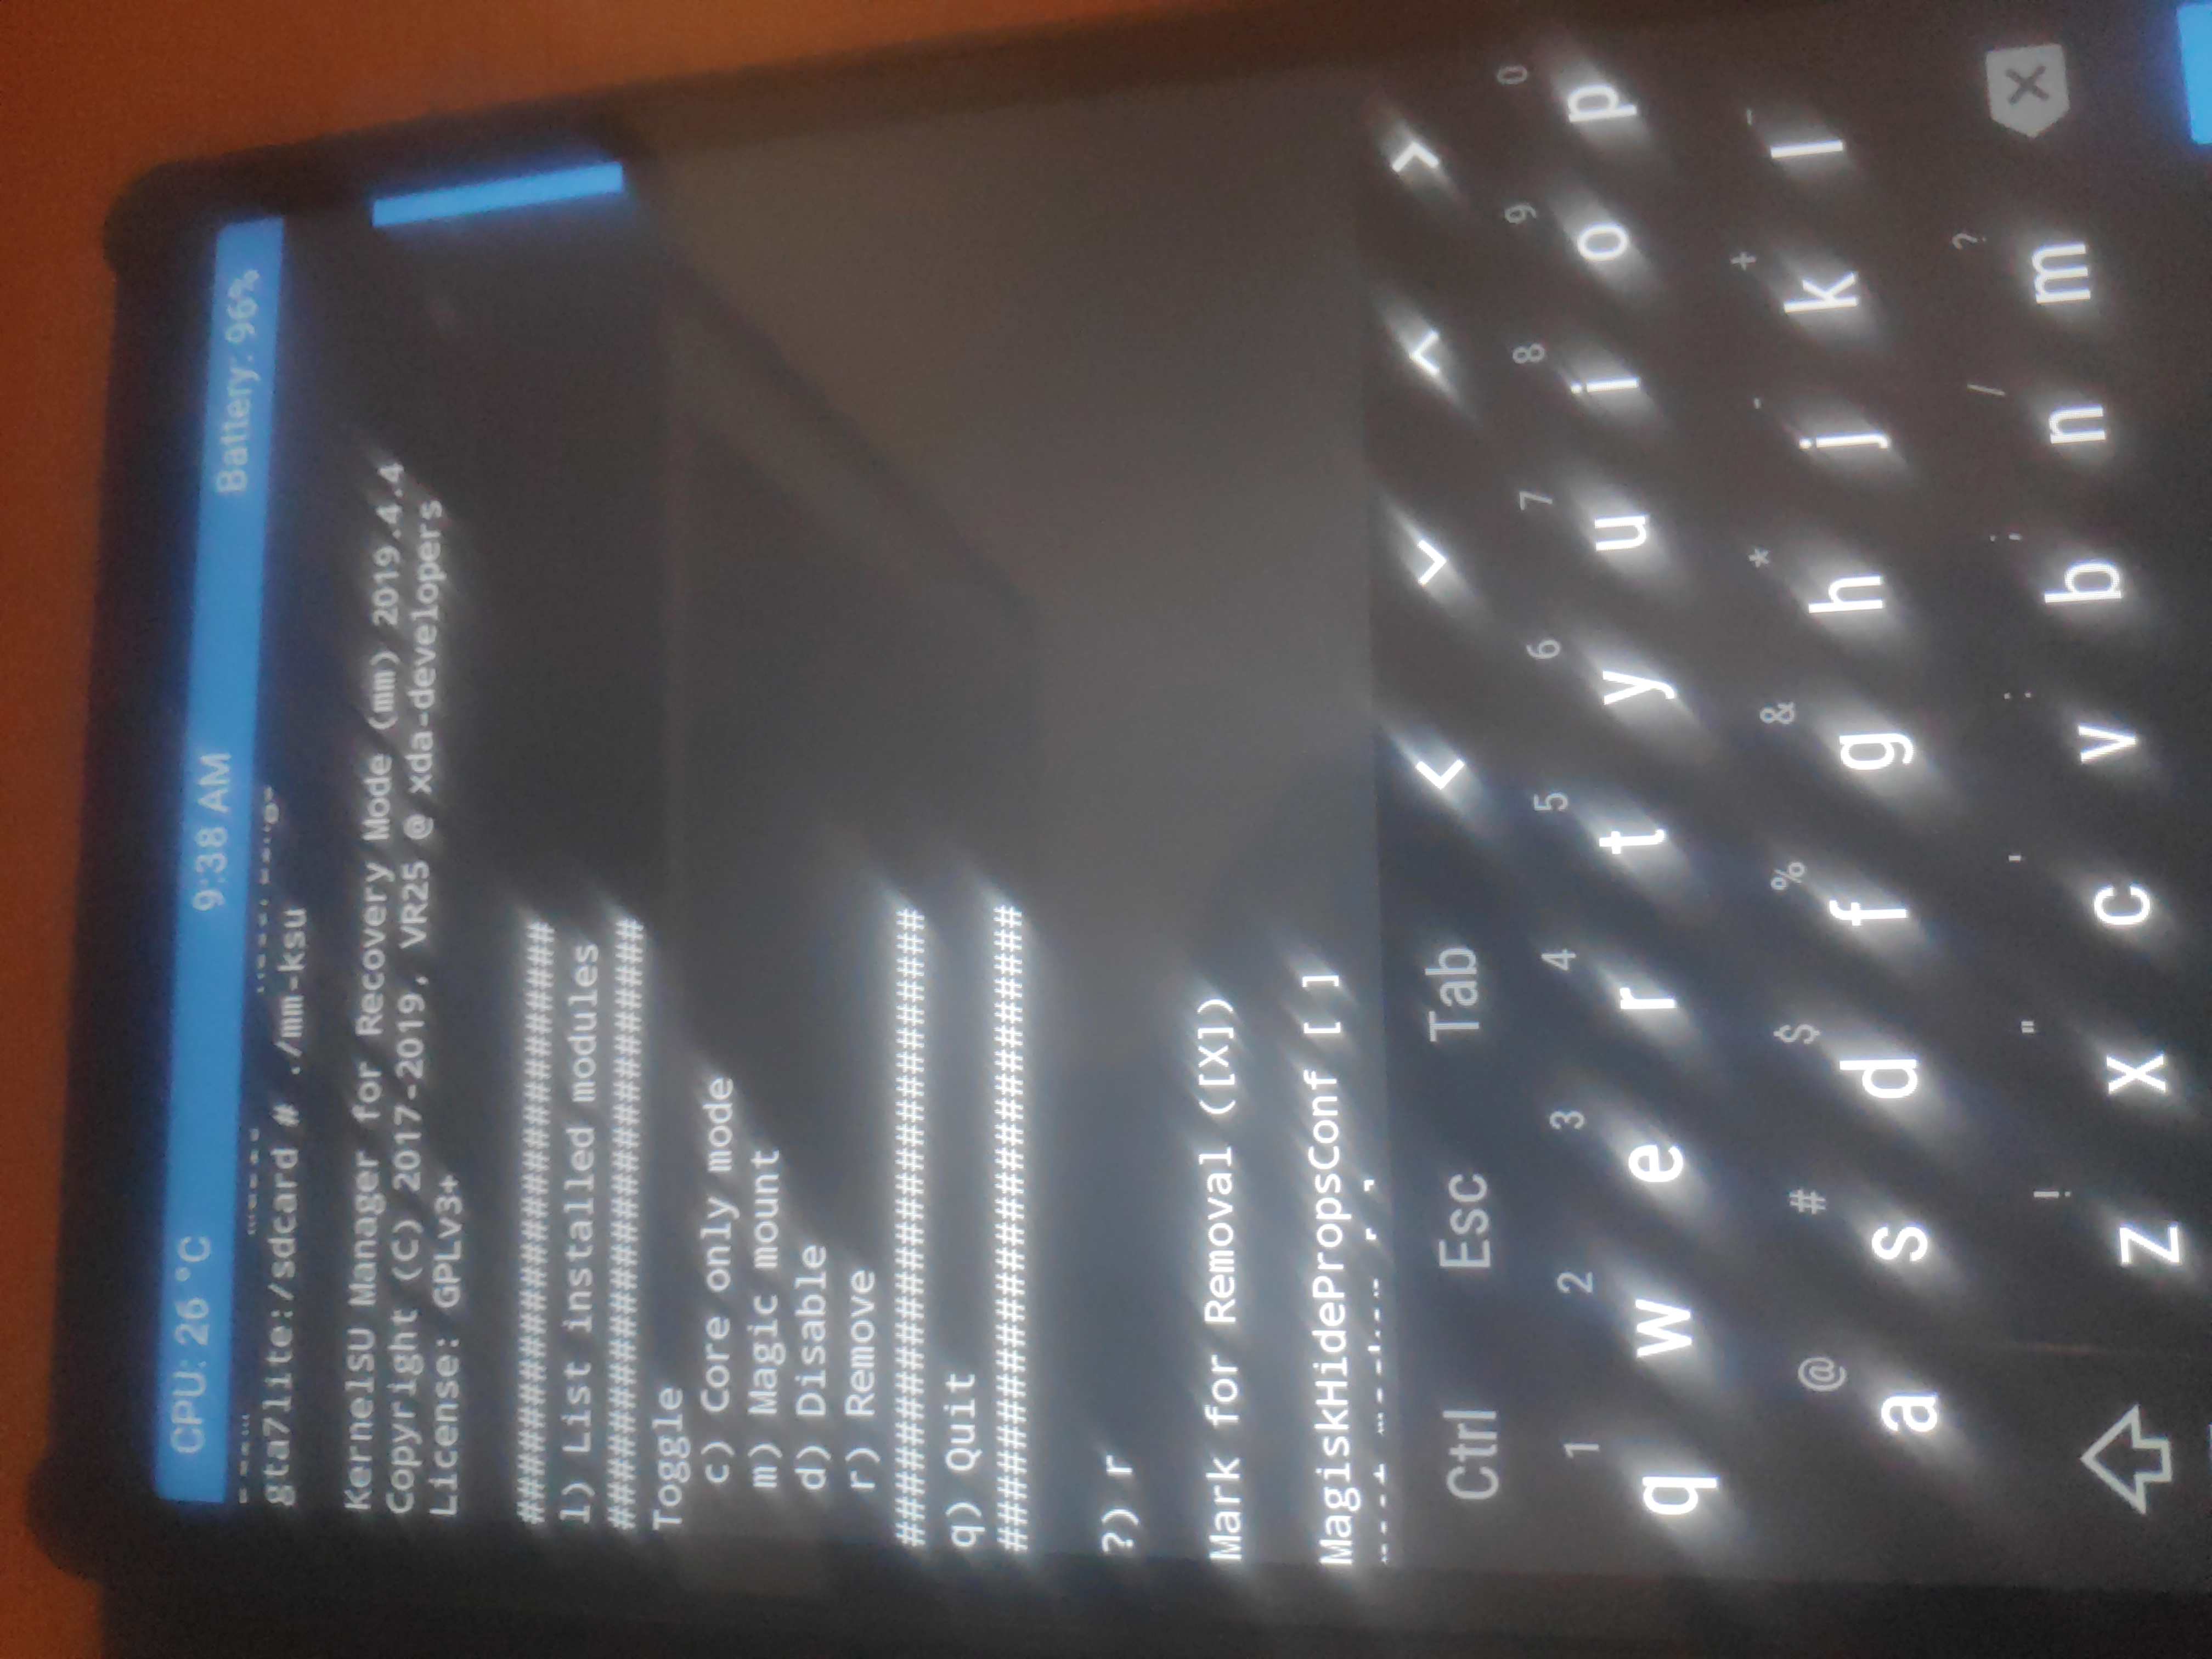 CPU: 26 °C 9:38 AM Battery: 96%
gta7lite:/sdcard # ./mm-ksu
KernelSU Manager for Recovery Mode (mm) 2019.4.4
Copyright (C) 2017-2019, VR25 @ xda-developers
License: GPLv3+
#########################
l) List installed modules
#########################
Toggle
c) Core only mode
m) Magic mount
d) Disable
r) Remove
#########################
q) Quit
#########################
?) r
Mark for Removal ([X])
MagiskHidePropsConf [ ]
Ctrl Esc Tab < ⌄ ^ >
1 2 3 4 5 6 7 8 9 0
q w e r t y u i o p
@ # $ % & * - + _
a s d f g h j k l
! " ' : ; / ?
z x c v b n m